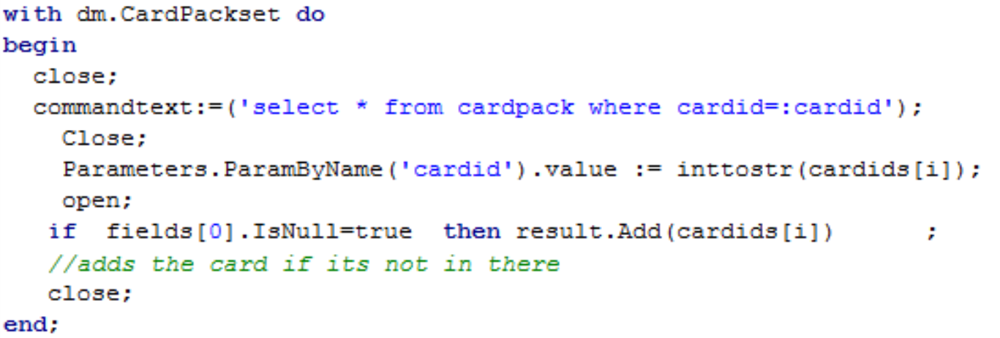 with dm.CardPackset do
begin
  close;
  commandtext:=('select * from cardpack where cardid=:cardid');
    Close;
    Parameters.ParamByName('cardid').value := inttostr(cardids[i]);
    open;
   if  fields[0].IsNull=true  then result.Add(cardids[i])       ;
   //adds the card if its not in there
   close;
end;